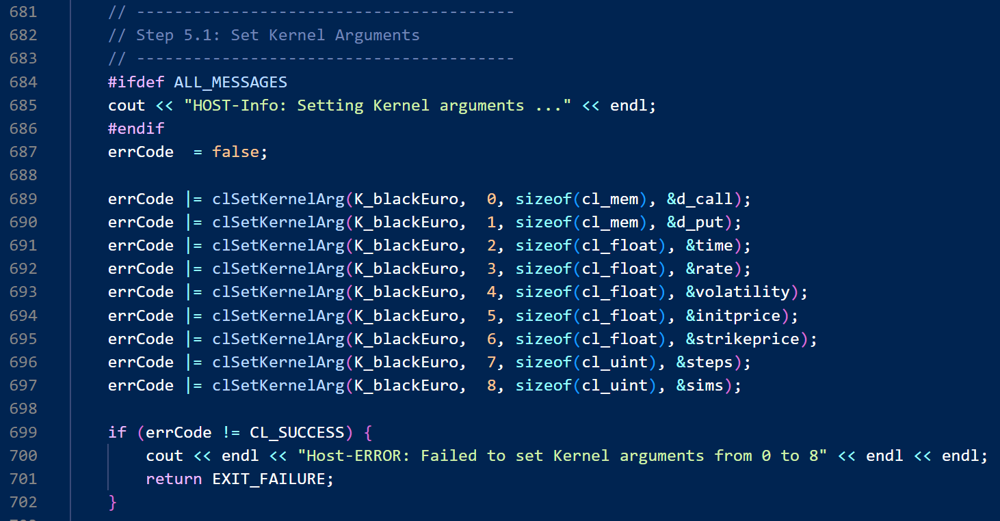 681 // ----------------------------------------
682 // Step 5.1: Set Kernel Arguments
683 // ----------------------------------------
684 #ifdef ALL_MESSAGES
685 cout << "HOST-Info: Setting Kernel arguments ..." << endl;
686 #endif
687 errCode  = false;
688
689 errCode |= clSetKernelArg(K_blackEuro,  0, sizeof(cl_mem), &d_call);
690 errCode |= clSetKernelArg(K_blackEuro,  1, sizeof(cl_mem), &d_put);
691 errCode |= clSetKernelArg(K_blackEuro,  2, sizeof(cl_float), &time);
692 errCode |= clSetKernelArg(K_blackEuro,  3, sizeof(cl_float), &rate);
693 errCode |= clSetKernelArg(K_blackEuro,  4, sizeof(cl_float), &volatility);
694 errCode |= clSetKernelArg(K_blackEuro,  5, sizeof(cl_float), &initprice);
695 errCode |= clSetKernelArg(K_blackEuro,  6, sizeof(cl_float), &strikeprice);
696 errCode |= clSetKernelArg(K_blackEuro,  7, sizeof(cl_uint), &steps);
697 errCode |= clSetKernelArg(K_blackEuro,  8, sizeof(cl_uint), &sims);
698
699 if (errCode != CL_SUCCESS) {
700     cout << endl << "Host-ERROR: Failed to set Kernel arguments from 0 to 8" << endl << endl;
701     return EXIT_FAILURE;
702 }